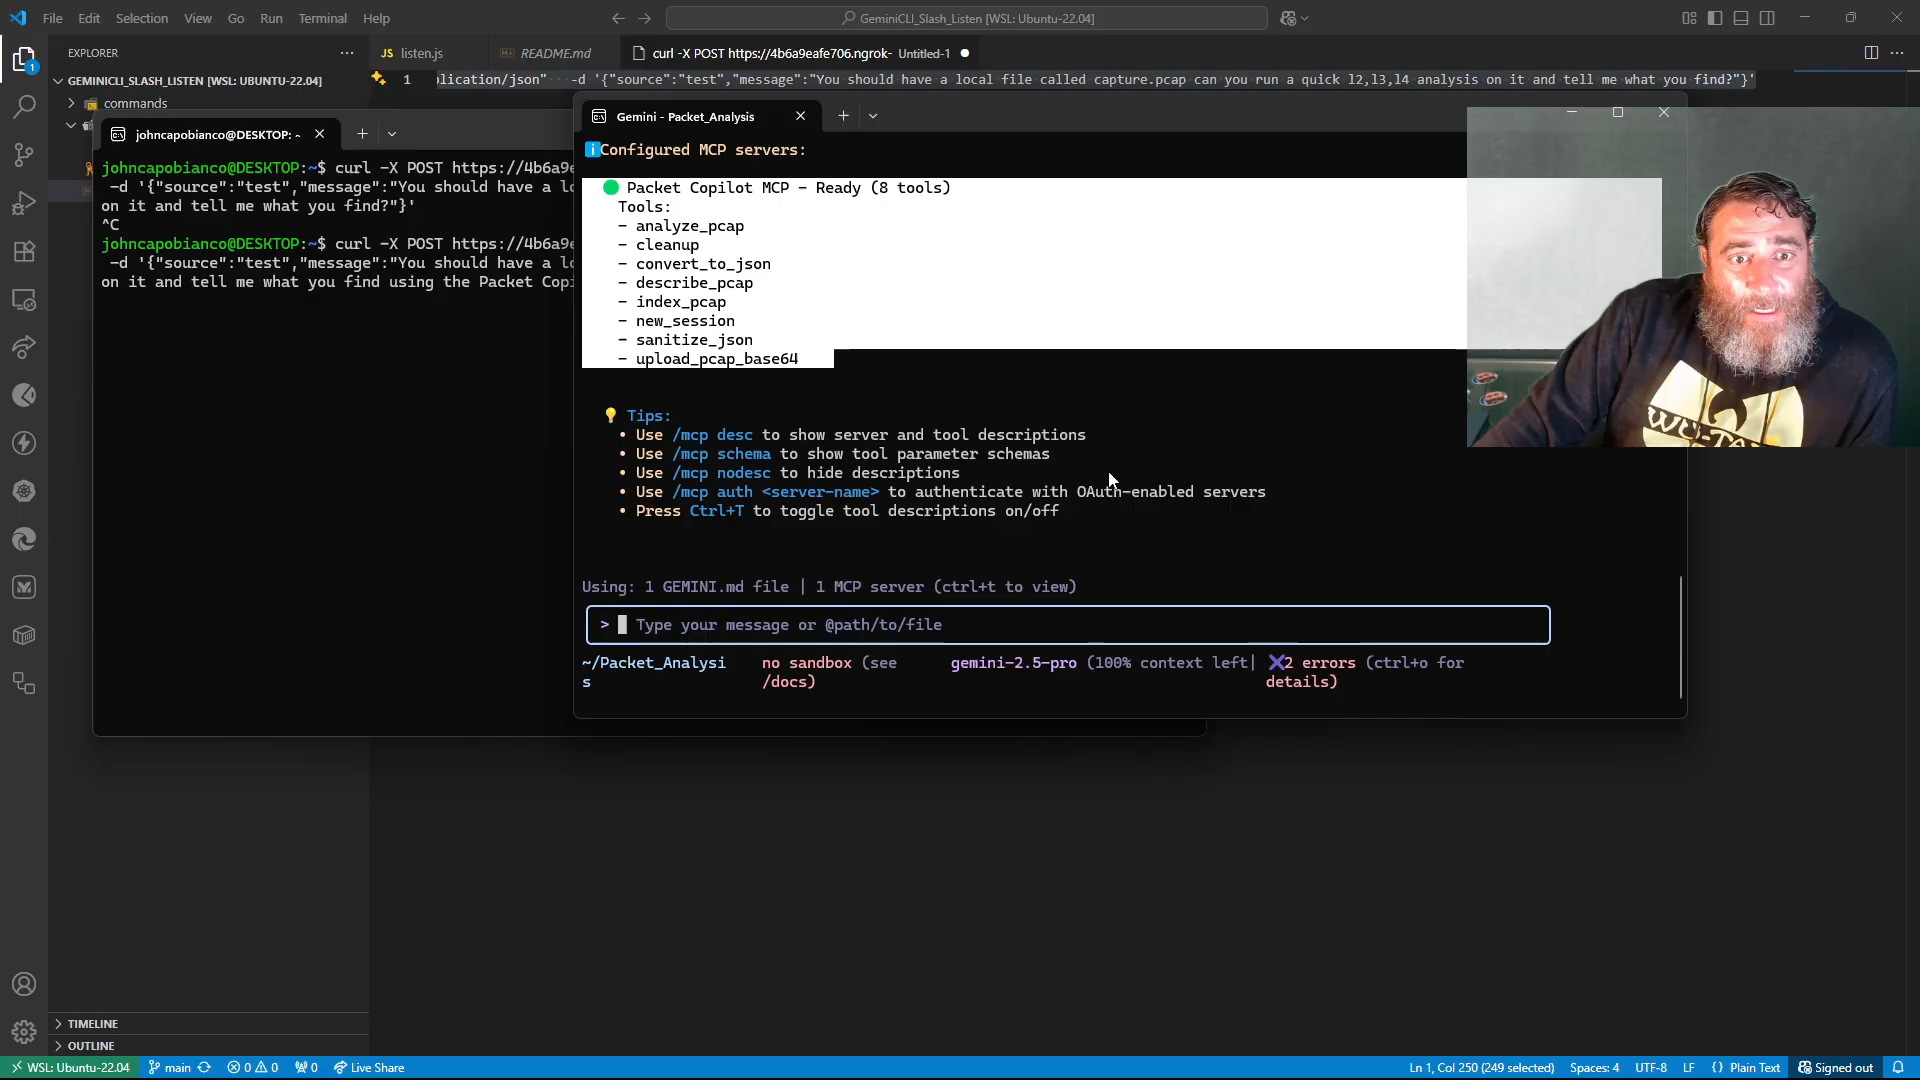 File Edit Selection View Go Run Terminal Help
GeminiCLI_Slash_Listen [WSL: Ubuntu-22.04]
EXPLORER
JS listen.js
README.md
curl -X POST https://4b6a9eafe706.ngrok- Untitled-1
GEMINICLI_SLASH_LISTEN [WSL: UBUNTU-22.04]
1 lication/json" -d '{"source":"test","message":"You should have a local file called capture.pcap can you run a quick l2,l3,l4 analysis on it and tell me what you find?"}'
commands
johncapobianco@DESKTOP: ~
johncapobianco@DESKTOP:~$ curl -X POST https://4b6a9e
-d '{"source":"test","message":"You should have a lo
on it and tell me what you find?"}'
^C
johncapobianco@DESKTOP:~$ curl -X POST https://4b6a9e
-d '{"source":"test","message":"You should have a lo
on it and tell me what you find using the Packet Copi
Gemini - Packet_Analysis
Configured MCP servers:
Packet Copilot MCP - Ready (8 tools)
Tools:
- analyze_pcap
- cleanup
- convert_to_json
- describe_pcap
- index_pcap
- new_session
- sanitize_json
- upload_pcap_base64
Tips:
• Use /mcp desc to show server and tool descriptions
• Use /mcp schema to show tool parameter schemas
• Use /mcp nodesc to hide descriptions
• Use /mcp auth <server-name> to authenticate with OAuth-enabled servers
• Press Ctrl+T to toggle tool descriptions on/off
Using: 1 GEMINI.md file | 1 MCP server (ctrl+t to view)
> Type your message or @path/to/file
~/Packet_Analysi no sandbox (see gemini-2.5-pro (100% context left| 2 errors (ctrl+o for
s /docs) details)
TIMELINE
OUTLINE
WSL: Ubuntu-22.04 main 0 0 0 Live Share
Ln 1, Col 250 (249 selected) Spaces: 4 UTF-8 LF {} Plain Text Signed out